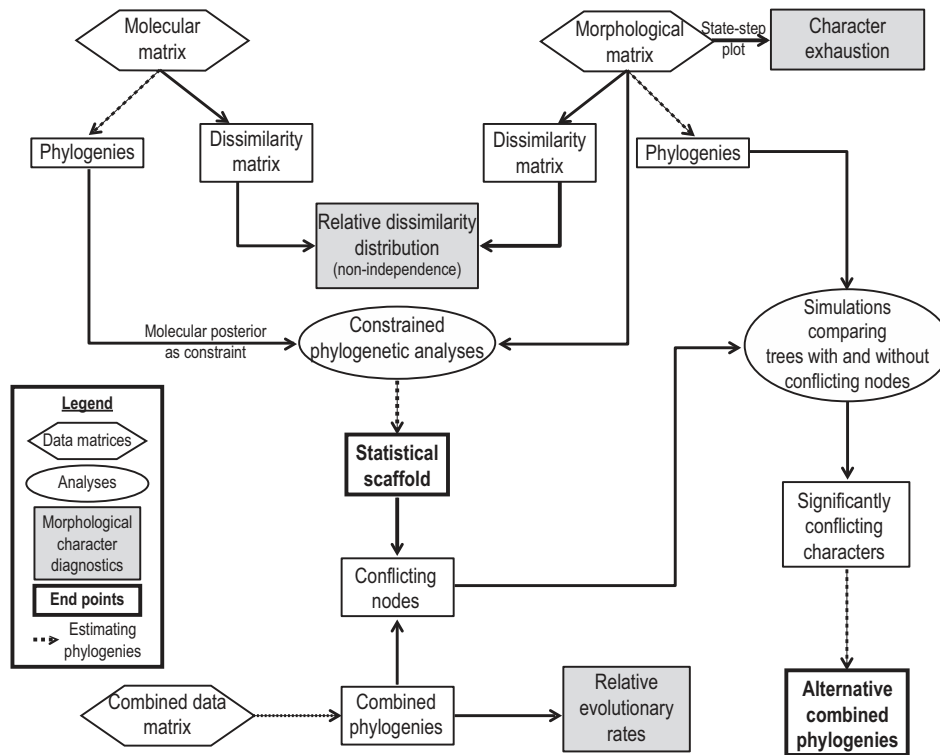 Molecular
matrix
Morphological
matrix
State-step
plot
Character
exhaustion
Phylogenies
Dissimilarity
matrix
Dissimilarity
matrix
Phylogenies
Relative dissimilarity
distribution
(non-independence)
Molecular posterior
as constraint
Constrained
phylogenetic analyses
Simulations
comparing
trees with and without
conflicting nodes
Legend
Data matrices
Analyses
Morphological
character
diagnostics
End points
Estimating
phylogenies
Statistical
scaffold
Significantly
conflicting
characters
Conflicting
nodes
Combined data
matrix
Combined
phylogenies
Relative
evolutionary
rates
Alternative
combined
phylogenies